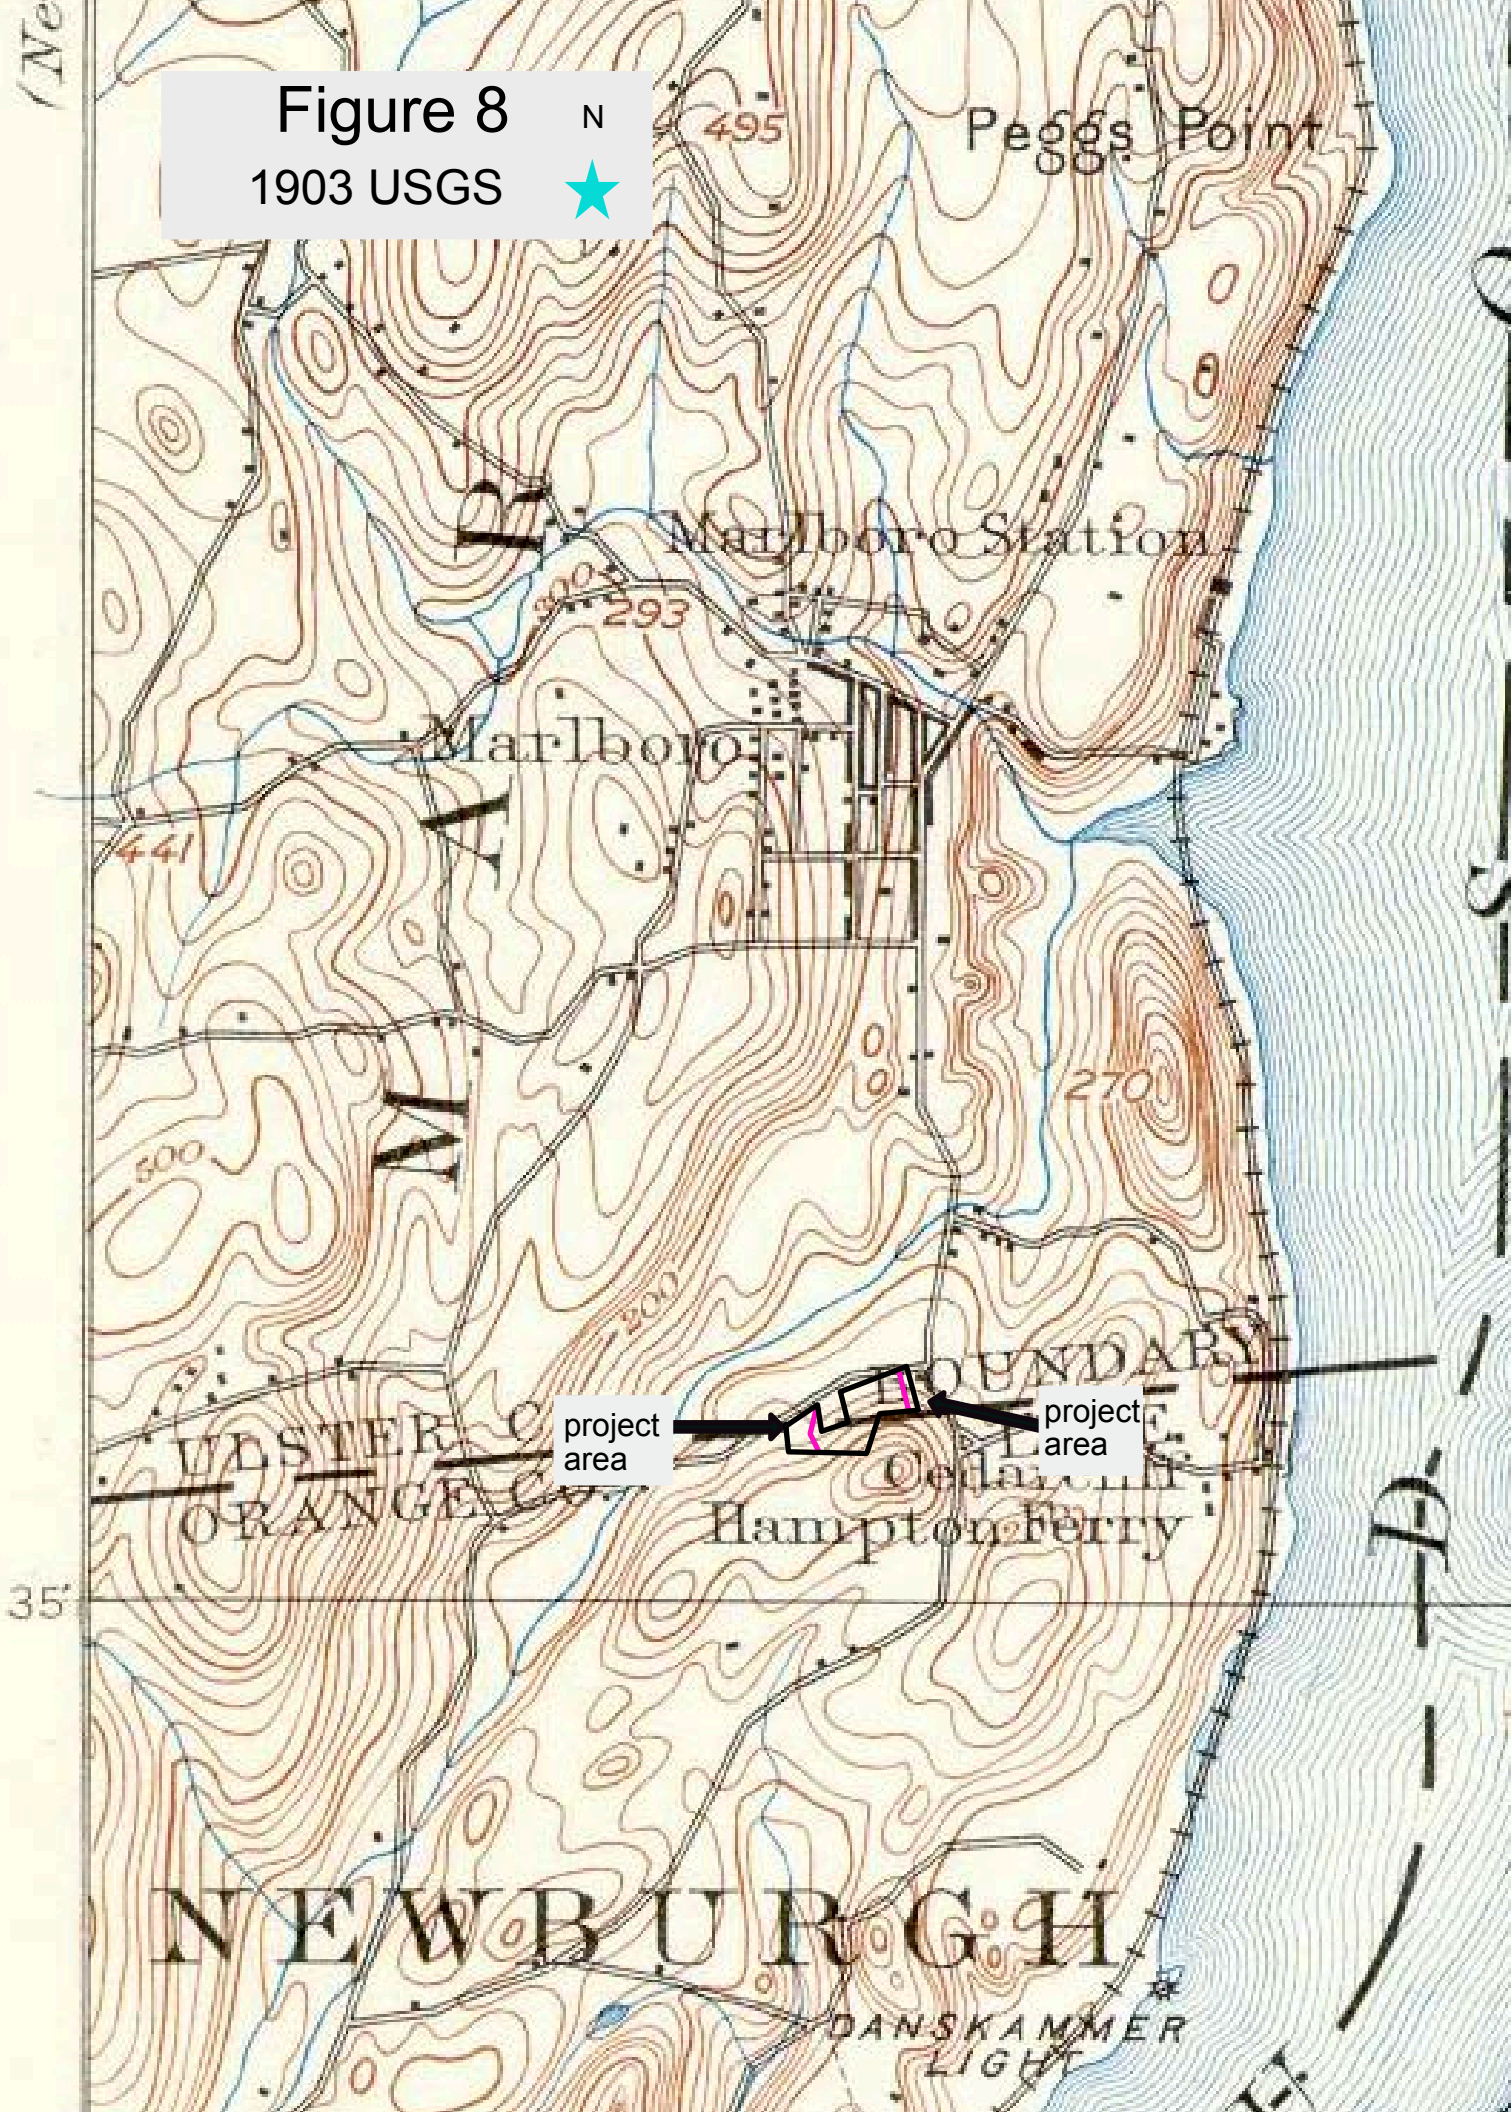 (Ne
Figure 8 N
1903 USGS
495
Peggs Point
Marlboro Station
293
Marlboro
441
M
270
500
200
BOUNDARY
ULSTER C
project
area
project
area
ORANGE CO.
Hampton Ferry
35'
D
S
NEWBURGH
DANSKAMMER
LIGHT
H